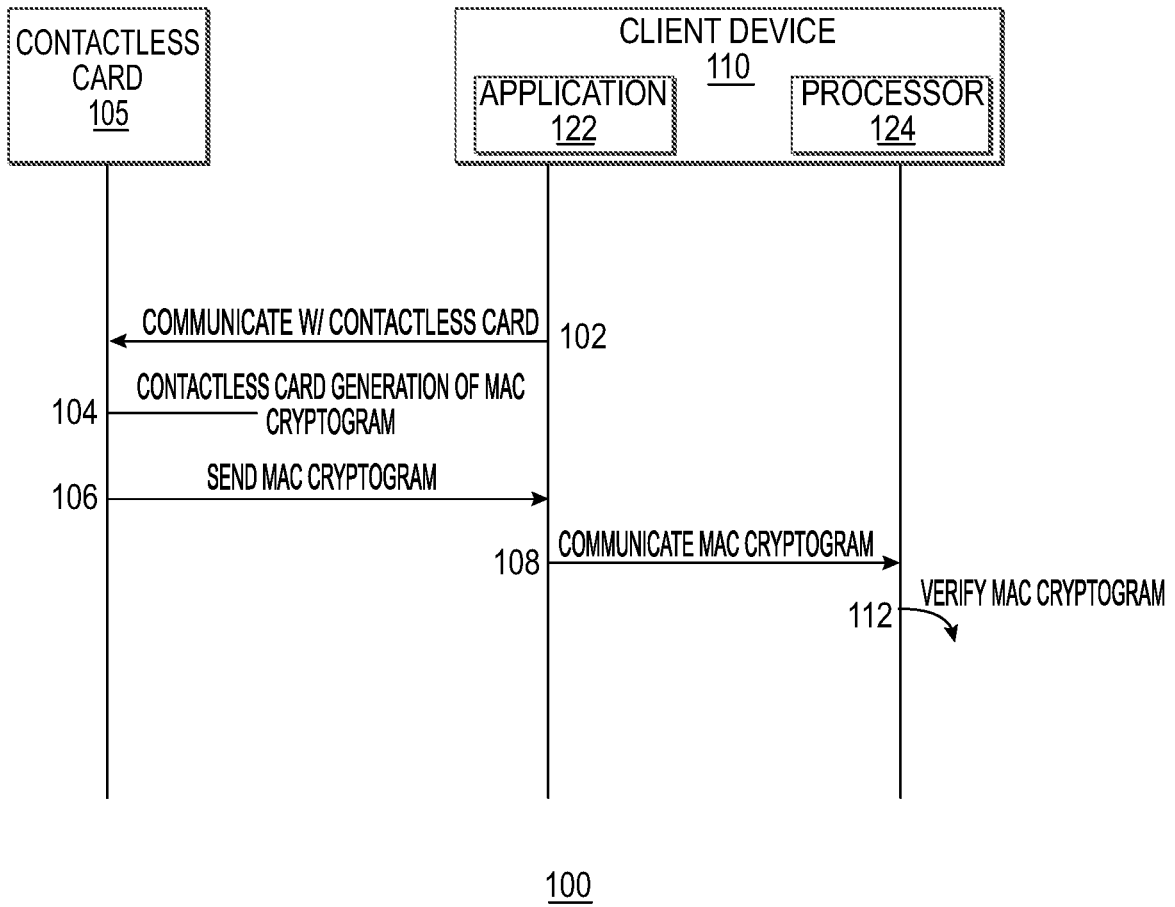 CONTACTLESS
CARD
105
CLIENT DEVICE
110
APPLICATION
122
PROCESSOR
124
COMMUNICATE W/ CONTACTLESS CARD
102
CONTACTLESS CARD GENERATION OF MAC
CRYPTOGRAM
104
SEND MAC CRYPTOGRAM
106
COMMUNICATE MAC CRYPTOGRAM
108
VERIFY MAC CRYPTOGRAM
112
100